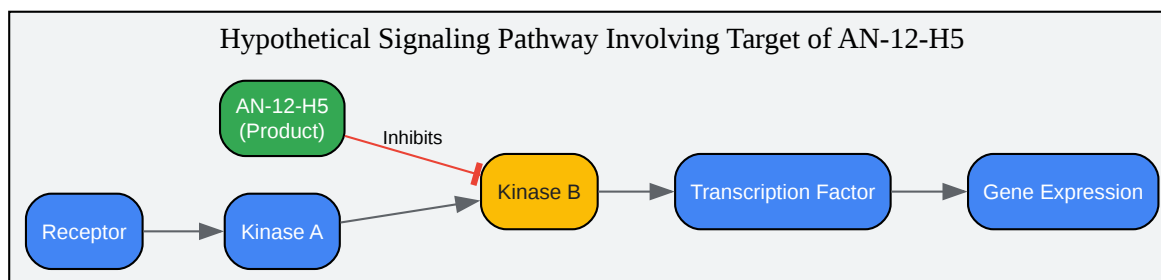 Hypothetical Signaling Pathway Involving Target of AN-12-H5
AN-12-H5
(Product)
Inhibits
Kinase B
Transcription Factor
Gene Expression
Receptor
Kinase A